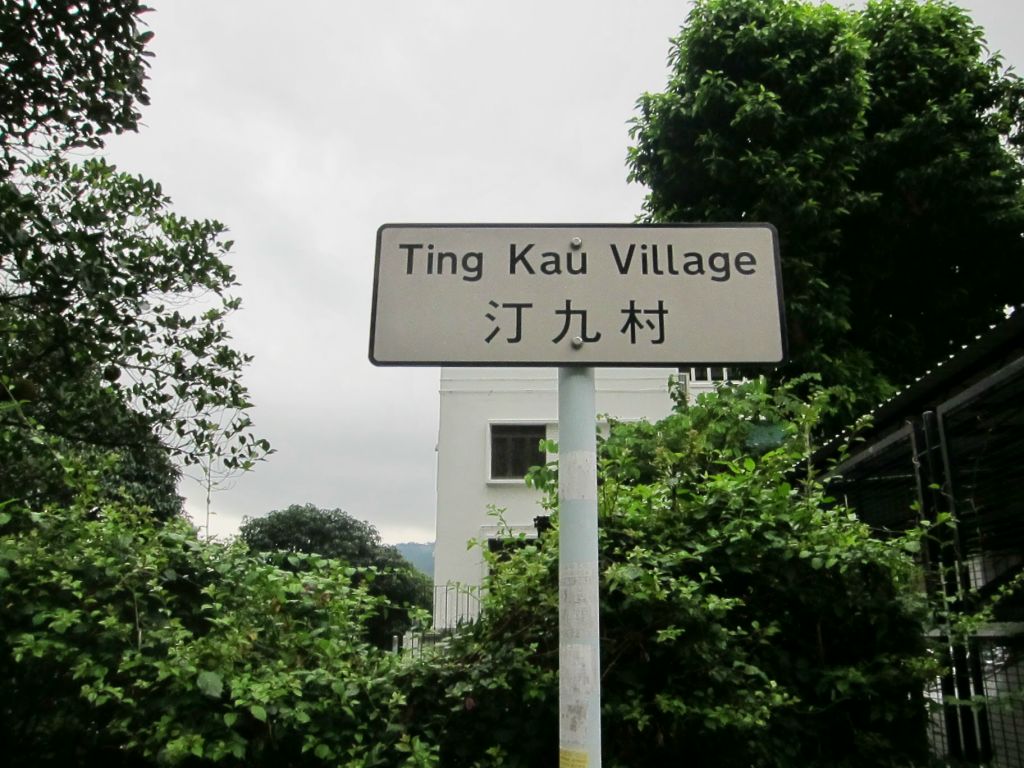 Ting Kau Village
汀九村